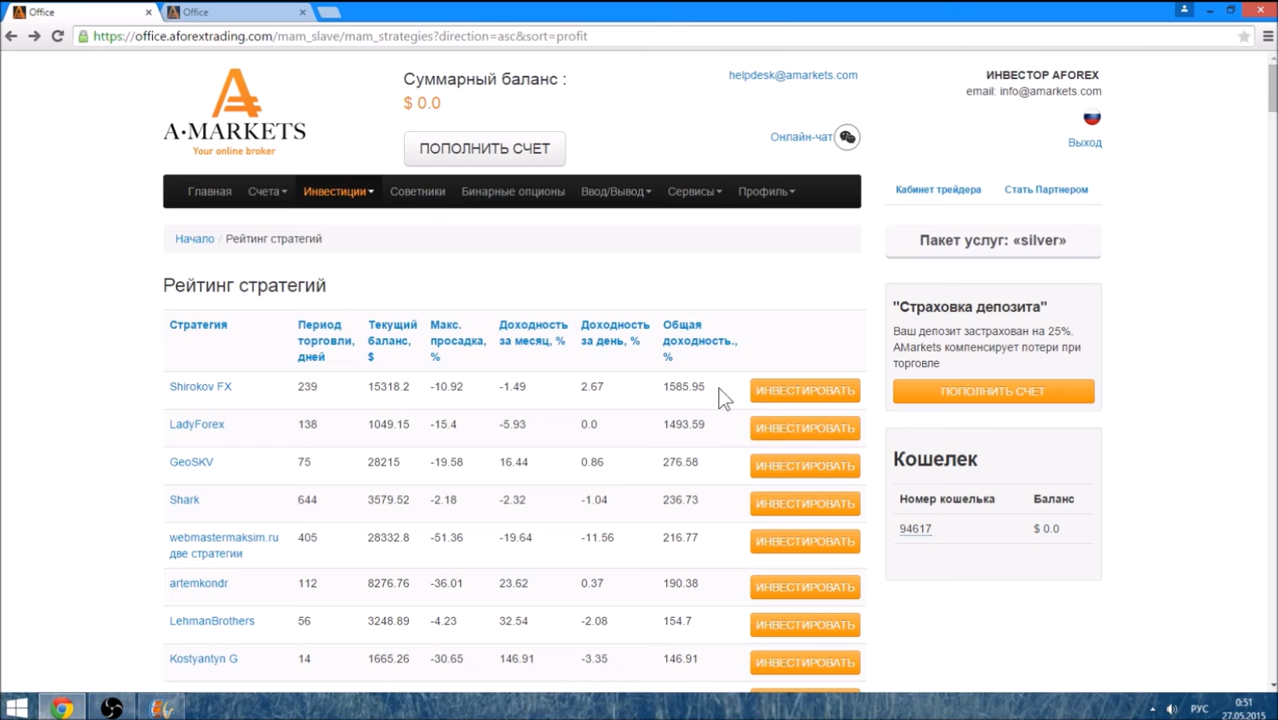 Office
Office
https://office.aforextrading.com/mam_slave/mam_strategies?direction=asc&sort=profit
A·MARKETS
Your online broker
Суммарный баланс :
$ 0.0
ПОПОЛНИТЬ СЧЕТ
helpdesk@amarkets.com
Онлайн-чат
ИНВЕСТОР AFOREX
email: info@amarkets.com
Выход
Главная Счета Инвестиции Советники Бинарные опционы Ввод/Вывод Сервисы Профиль
Кабинет трейдера Стать Партнером
Начало / Рейтинг стратегий
Пакет услуг: «silver»
Рейтинг стратегий
Стратегия Период торговли, дней Текущий баланс, $ Макс. просадка, % Доходность за месяц, % Доходность за день, % Общая доходность., %
Shirokov FX 239 15318.2 -10.92 -1.49 2.67 1585.95 ИНВЕСТИРОВАТЬ
LadyForex 138 1049.15 -15.4 -5.93 0.0 1493.59 ИНВЕСТИРОВАТЬ
GeoSKV 75 28215 -19.58 16.44 0.86 276.58 ИНВЕСТИРОВАТЬ
Shark 644 3579.52 -2.18 -2.32 -1.04 236.73 ИНВЕСТИРОВАТЬ
webmastermaksim.ru две стратегии 405 28332.8 -51.36 -19.64 -11.56 216.77 ИНВЕСТИРОВАТЬ
artemkondr 112 8276.76 -36.01 23.62 0.37 190.38 ИНВЕСТИРОВАТЬ
LehmanBrothers 56 3248.89 -4.23 32.54 -2.08 154.7 ИНВЕСТИРОВАТЬ
Kostyantyn G 14 1665.26 -30.65 146.91 -3.35 146.91 ИНВЕСТИРОВАТЬ
"Страховка депозита"
Ваш депозит застрахован на 25%.
AMarkets компенсирует потери при
торговле
ПОПОЛНИТЬ СЧЕТ
Кошелек
Номер кошелька Баланс
94617 $ 0.0
РУС
0:51
27.05.2015